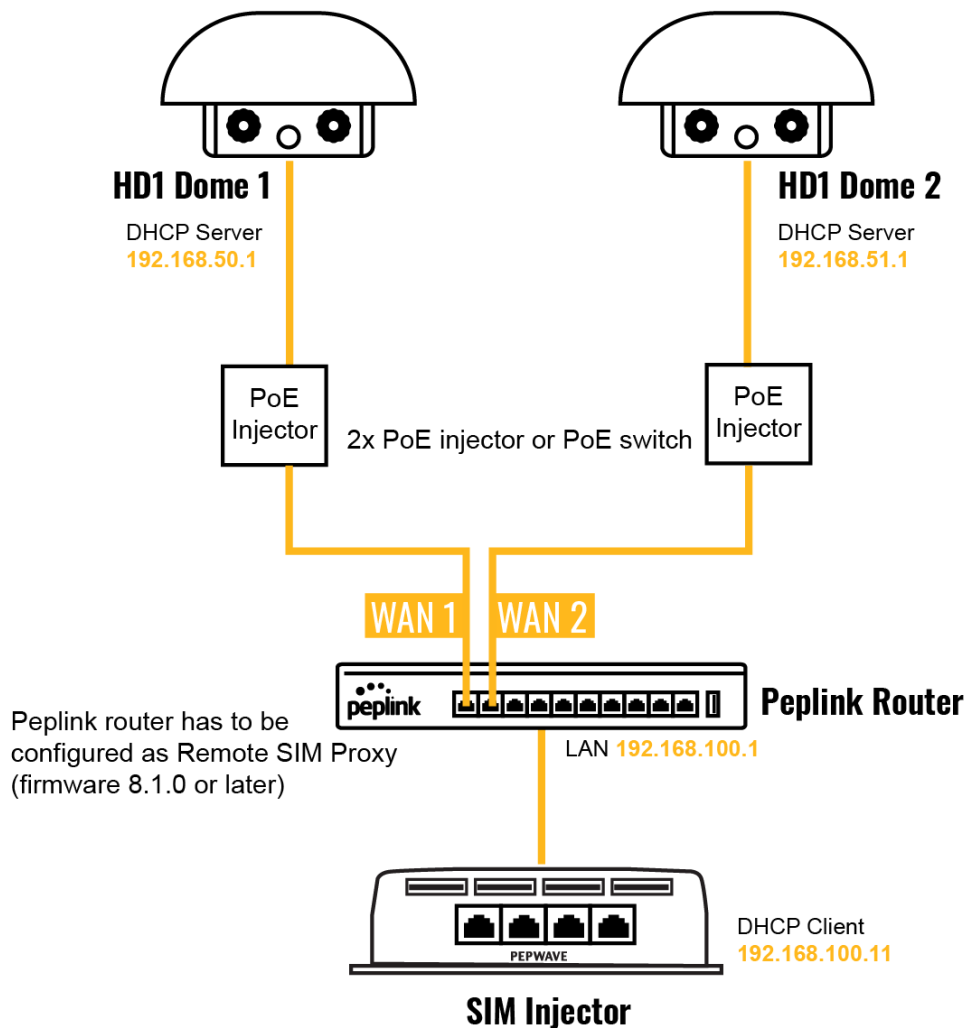 HD1 Dome 1
DHCP Server
192.168.50.1
HD1 Dome 2
DHCP Server
192.168.51.1
PoE
Injector
2x PoE injector or PoE switch
PoE
Injector
WAN 1
WAN 2
peplink
Peplink Router
Peplink router has to be
configured as Remote SIM Proxy
(firmware 8.1.0 or later)
LAN 192.168.100.1
PEPWAVE
DHCP Client
192.168.100.11
SIM Injector